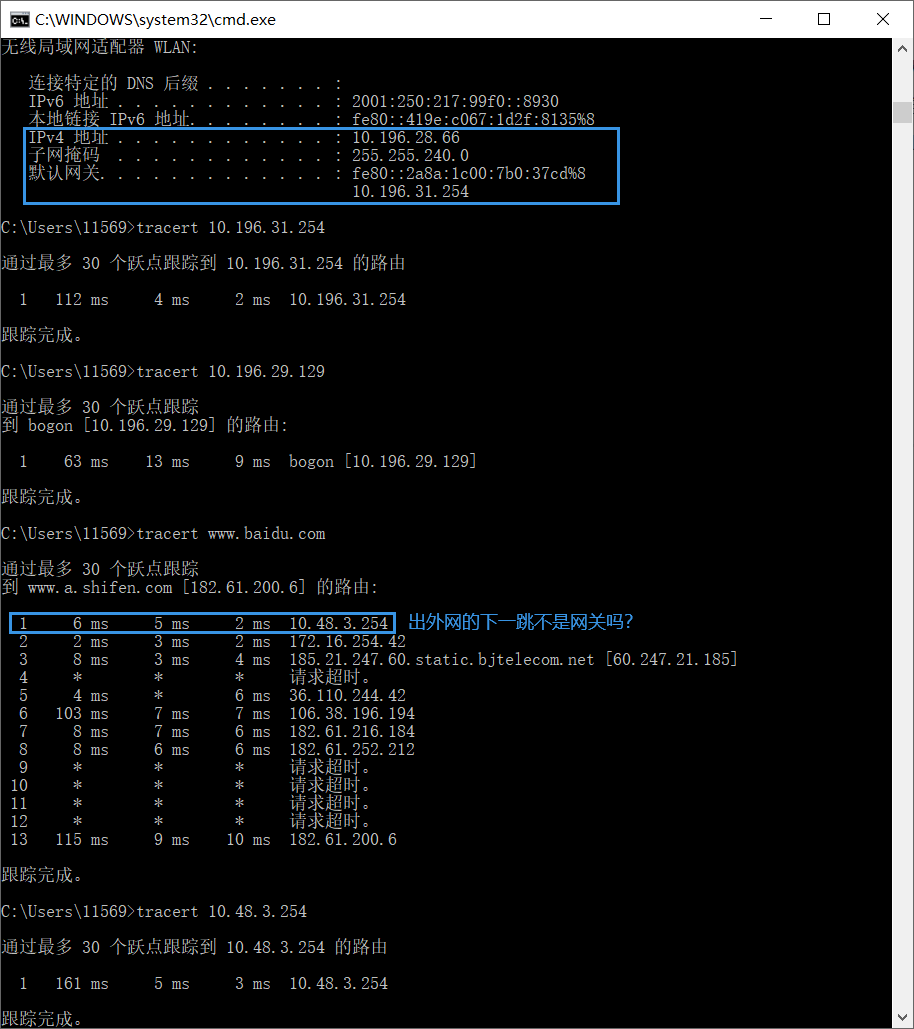 C:\WINDOWS\system32\cmd.exe
无线局域网适配器 WLAN:
连接特定的 DNS 后缀 . . . . . . . :
IPv6 地址 . . . . . . . . . . . . : 2001:250:217:99f0::8930
本地链接 IPv6 地址. . . . . . . . : fe80::419e:c067:1d2f:8135%8
IPv4 地址 . . . . . . . . . . . . : 10.196.28.66
子网掩码 . . . . . . . . . . . . : 255.255.240.0
默认网关. . . . . . . . . . . . . : fe80::2a8a:1c00:7b0:37cd%8
10.196.31.254
C:\Users\11569>tracert 10.196.31.254
通过最多 30 个跃点跟踪到 10.196.31.254 的路由
1 112 ms 4 ms 2 ms 10.196.31.254
跟踪完成。
C:\Users\11569>tracert 10.196.29.129
通过最多 30 个跃点跟踪
到 bogon [10.196.29.129] 的路由:
1 63 ms 13 ms 9 ms bogon [10.196.29.129]
跟踪完成。
C:\Users\11569>tracert www.baidu.com
通过最多 30 个跃点跟踪
到 www.a.shifen.com [182.61.200.6] 的路由:
1 6 ms 5 ms 2 ms 10.48.3.254 出外网的下一跳不是网关吗?
2 2 ms 3 ms 2 ms 172.16.254.42
3 8 ms 3 ms 4 ms 185.21.247.60.static.bjtelecom.net [60.247.21.185]
4 * * * 请求超时。
5 4 ms * 6 ms 36.110.244.42
6 103 ms 7 ms 7 ms 106.38.196.194
7 8 ms 7 ms 6 ms 182.61.216.184
8 8 ms 6 ms 6 ms 182.61.252.212
9 * * * 请求超时。
10 * * * 请求超时。
11 * * * 请求超时。
12 * * * 请求超时。
13 115 ms 9 ms 10 ms 182.61.200.6
跟踪完成。
C:\Users\11569>tracert 10.48.3.254
通过最多 30 个跃点跟踪到 10.48.3.254 的路由
1 161 ms 5 ms 3 ms 10.48.3.254
跟踪完成。